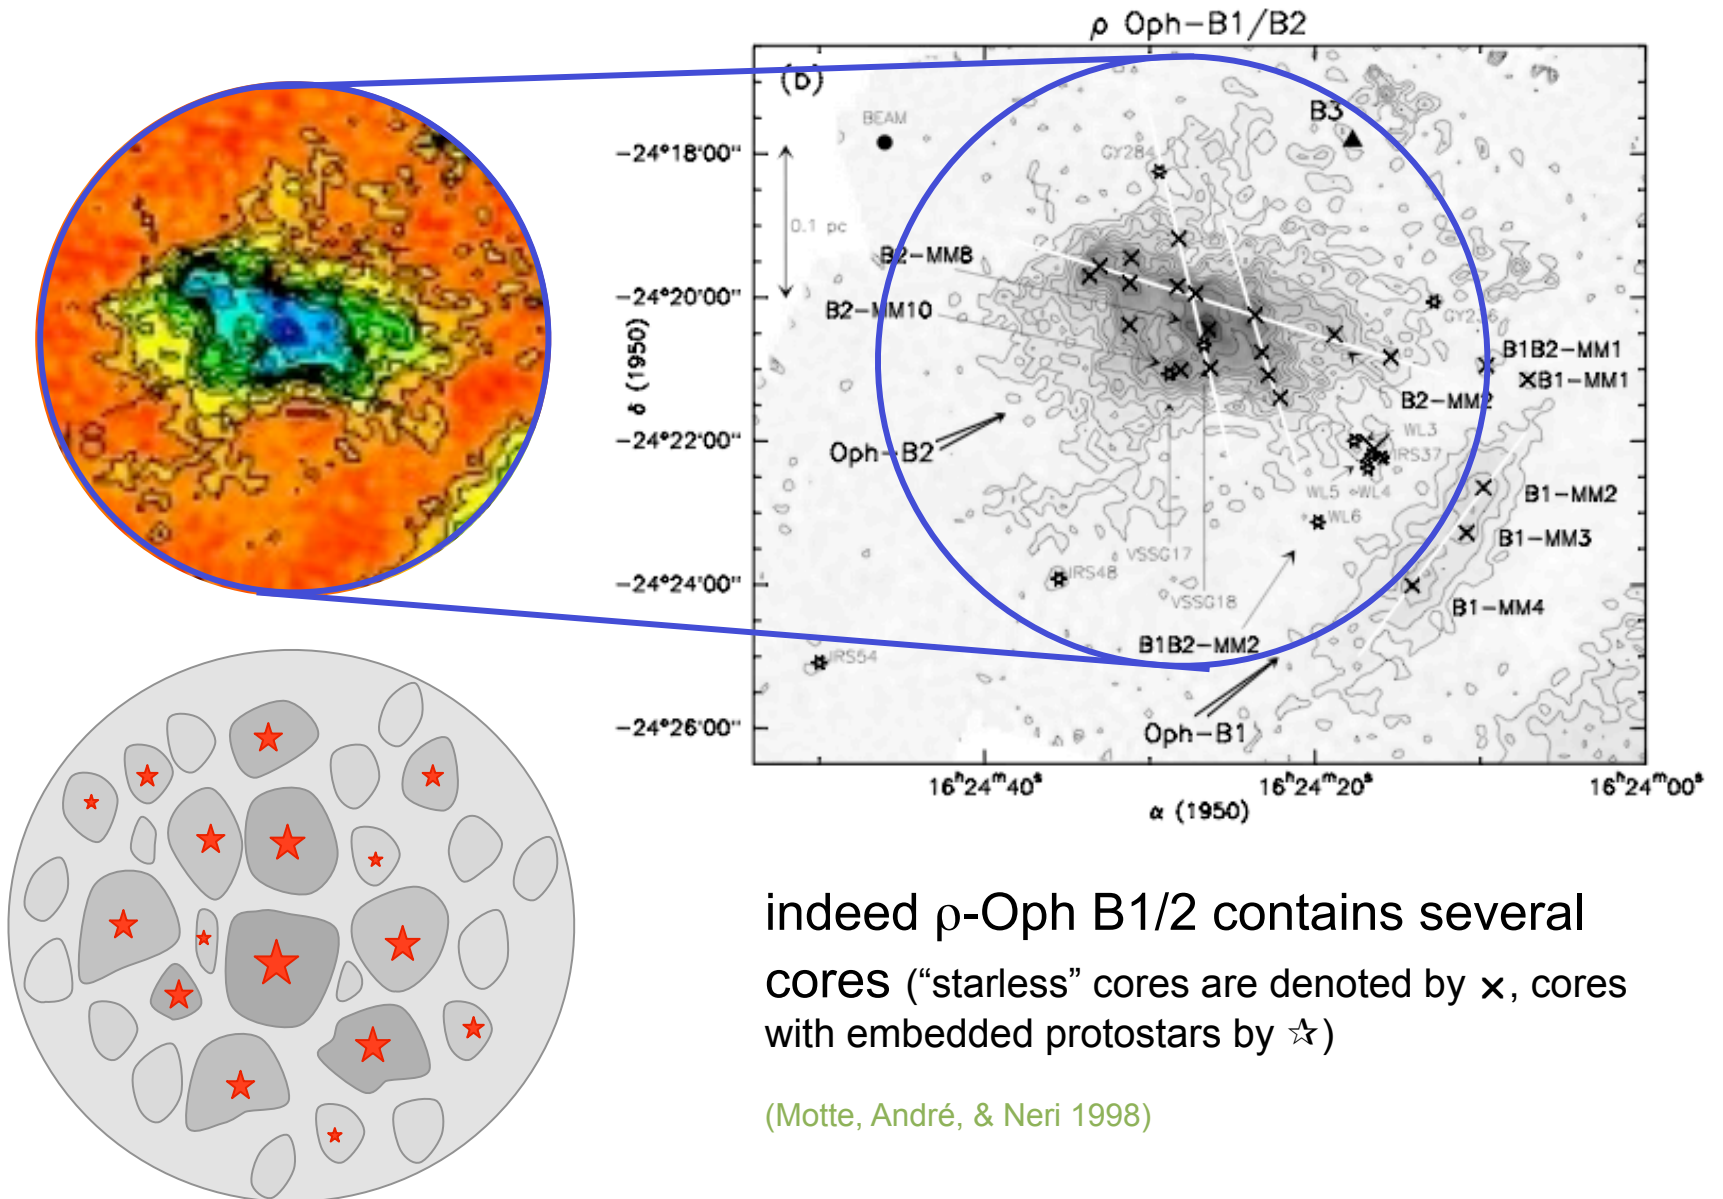 ρ Oph-B1/B2
(b)
BEAM
B3
GY284
-24°18'00"
0.1 pc
B2-MM8
-24°20'00"
B2-MM10
GY236
δ (1950)
B1B2-MM1
B1-MM1
B2-MM2
18
WL3
-24°22'00"
Oph-B2
IRS37
WL5
WL4
B1-MM2
WL6
B1-MM3
VSSG17
IRS48
-24°24'00"
VSSG18
B1-MM4
B1B2-MM2
IRS54
-24°26'00"
Oph-B1
16ʰ24ᵐ40ˢ
16ʰ24ᵐ20ˢ
16ʰ24ᵐ00ˢ
α (1950)
indeed ρ-Oph B1/2 contains several
cores (“starless” cores are denoted by ×, cores
with embedded protostars by ☆)
(Motte, André, & Neri 1998)